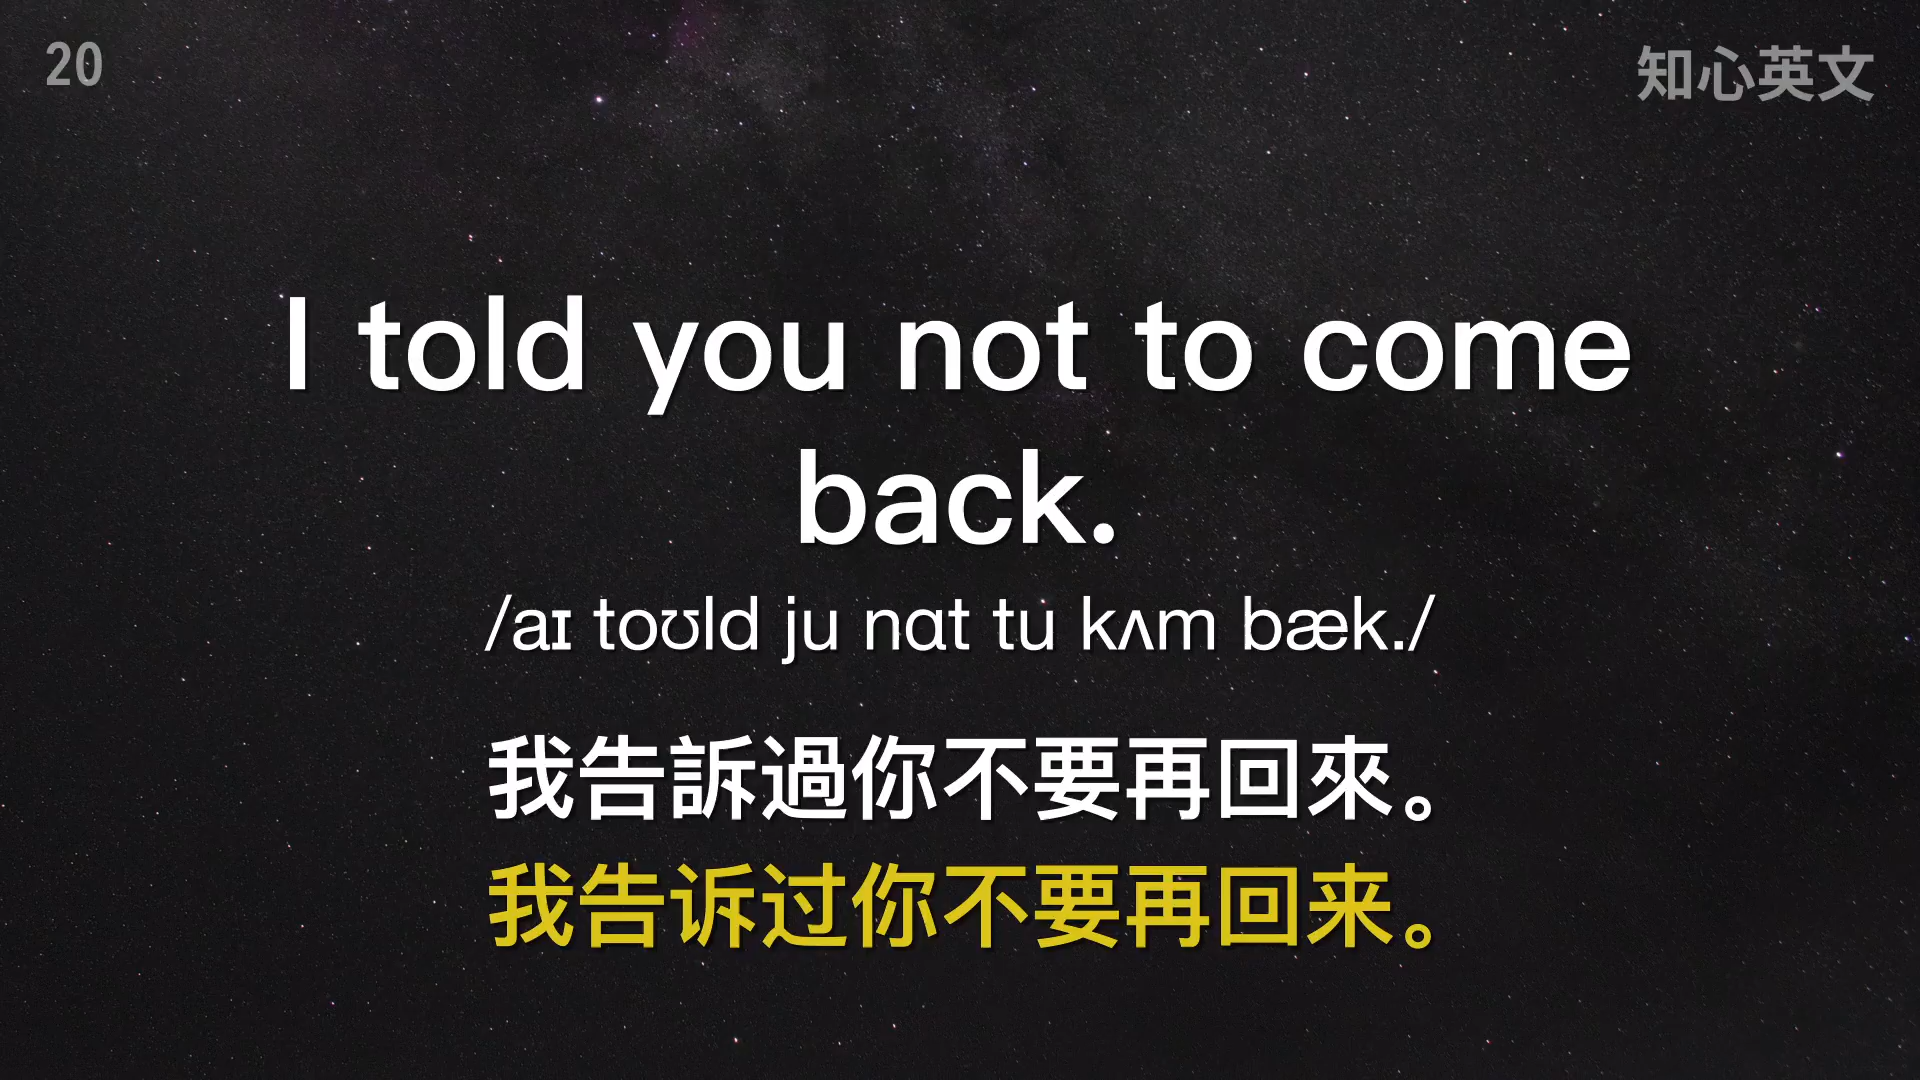 20
知心英文
I told you not to come
back.
/aɪ toʊld ju nɑt tu kʌm bæk./
我告訴過你不要再回來。
我告诉过你不要再回来。